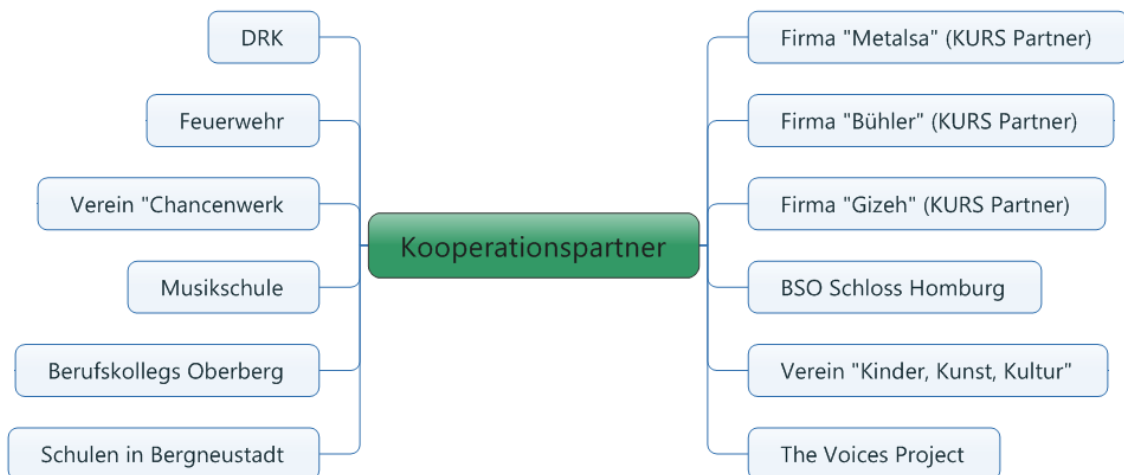 DRK
Feuerwehr
Verein "Chancenwerk
Musikschule
Berufskollegs Oberberg
Schulen in Bergneustadt
Kooperationspartner
Firma "Metalsa" (KURS Partner)
Firma "Bühler" (KURS Partner)
Firma "Gizeh" (KURS Partner)
BSO Schloss Homburg
Verein "Kinder, Kunst, Kultur"
The Voices Project